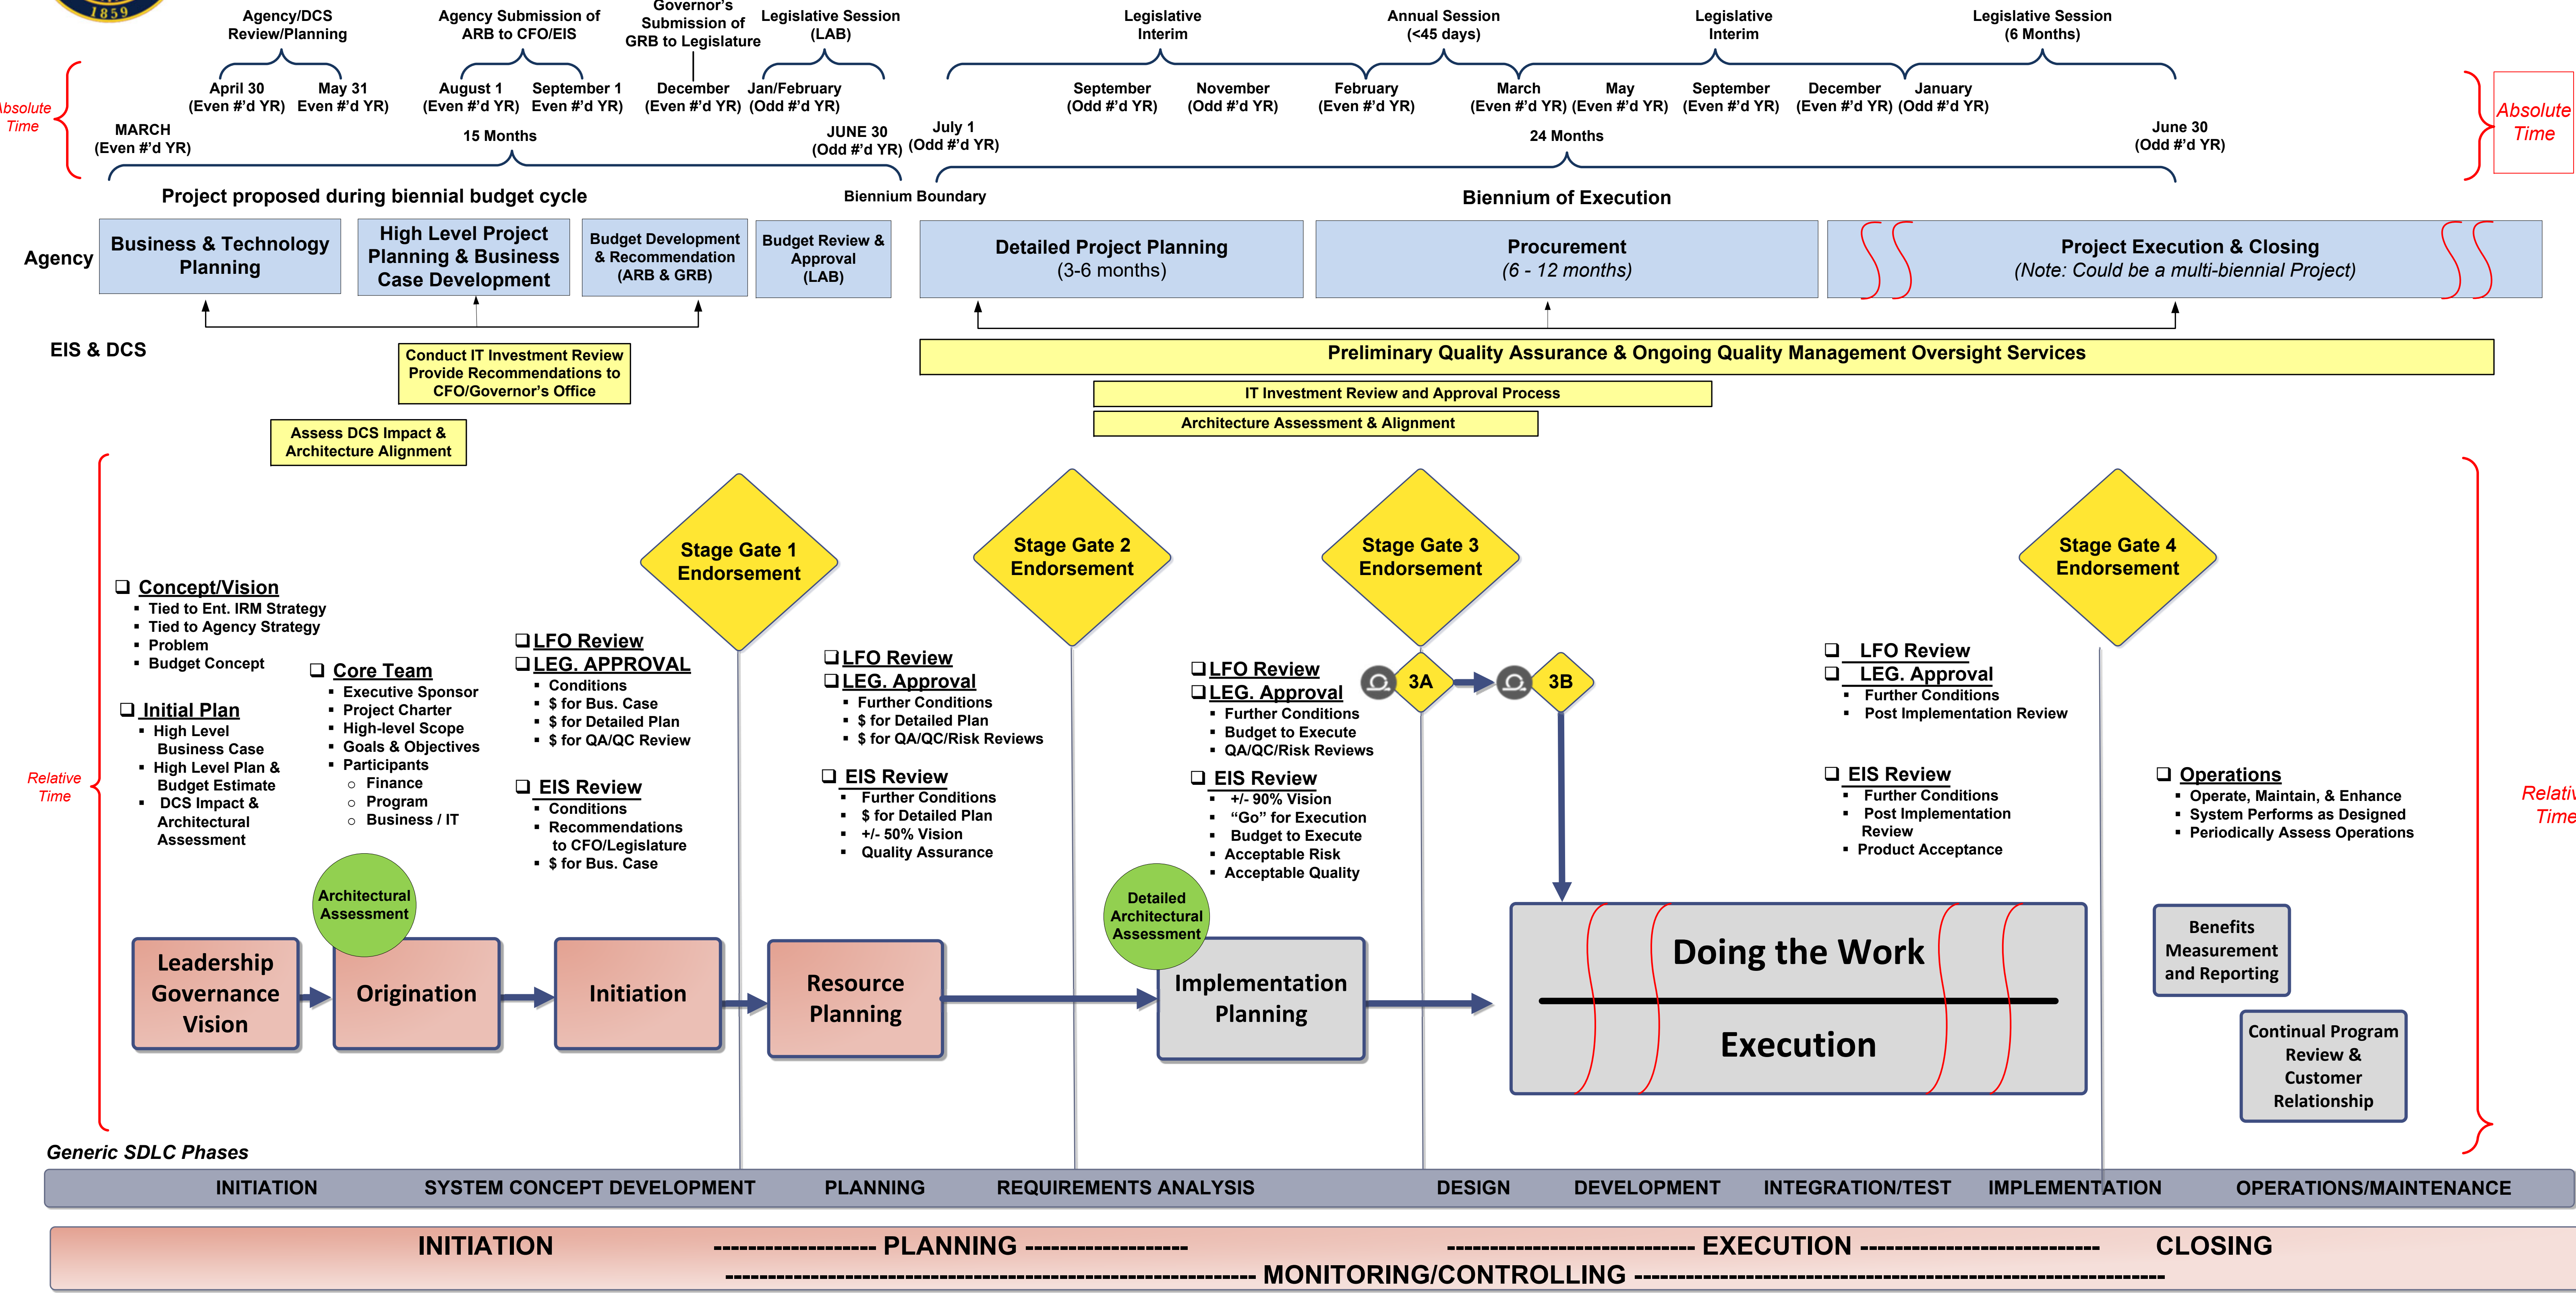 1859
Agency/DCS
Review/Planning
Agency Submission of
ARB to CFO/EIS
Governor's
Submission of
GRB to Legislature
Legislative Session
(LAB)
Legislative
Interim
Annual Session
(<45 days)
Legislative
Interim
Legislative Session
(6 Months)
Absolute
Time
April 30
(Even #'d YR)
May 31
Even #'d YR)
August 1
(Even #'d YR)
September 1
Even #'d YR)
December
(Even #'d YR)
Jan/February
(Odd #'d YR)
September
(Odd #'d YR)
November
(Odd #'d YR)
February
(Even #'d YR)
March
(Even #'d YR)
May
(Even #'d YR)
September
(Even #'d YR)
December
(Even #'d YR)
January
(Odd #'d YR)
Absolute
Time
MARCH
(Even #'d YR)
15 Months
JUNE 30
(Odd #'d YR)
July 1
(Odd #'d YR)
24 Months
June 30
(Odd #'d YR)
Project proposed during biennial budget cycle
Biennium Boundary
Biennium of Execution
Agency
Business & Technology
Planning
High Level Project
Planning & Business
Case Development
Budget Development
& Recommendation
(ARB & GRB)
Budget Review &
Approval
(LAB)
Detailed Project Planning
(3-6 months)
Procurement
(6 - 12 months)
Project Execution & Closing
(Note: Could be a multi-biennial Project)
EIS & DCS
Conduct IT Investment Review
Provide Recommendations to
CFO/Governor's Office
Preliminary Quality Assurance & Ongoing Quality Management Oversight Services
IT Investment Review and Approval Process
Architecture Assessment & Alignment
Assess DCS Impact &
Architecture Alignment
Stage Gate 1
Endorsement
Stage Gate 2
Endorsement
Stage Gate 3
Endorsement
Stage Gate 4
Endorsement
3A
3B
Relative
Time
❑ Concept/Vision
▪ Tied to Ent. IRM Strategy
▪ Tied to Agency Strategy
▪ Problem
▪ Budget Concept
❑ Initial Plan
▪ High Level
Business Case
▪ High Level Plan &
Budget Estimate
▪ DCS Impact &
Architectural
Assessment
❑ Core Team
▪ Executive Sponsor
▪ Project Charter
▪ High-level Scope
▪ Goals & Objectives
▪ Participants
o Finance
o Program
o Business / IT
❑ LFO Review
❑ LEG. APPROVAL
▪ Conditions
▪ $ for Bus. Case
▪ $ for Detailed Plan
▪ $ for QA/QC Review
❑ EIS Review
▪ Conditions
▪ Recommendations
to CFO/Legislature
▪ $ for Bus. Case
❑ LFO Review
❑ LEG. Approval
▪ Further Conditions
▪ $ for Detailed Plan
▪ $ for QA/QC/Risk Reviews
❑ EIS Review
▪ Further Conditions
▪ $ for Detailed Plan
▪ +/- 50% Vision
▪ Quality Assurance
❑ LFO Review
❑ LEG. Approval
▪ Further Conditions
▪ Budget to Execute
▪ QA/QC/Risk Reviews
❑ EIS Review
▪ +/- 90% Vision
▪ “Go” for Execution
▪ Budget to Execute
▪ Acceptable Risk
▪ Acceptable Quality
❑ LFO Review
❑ LEG. Approval
▪ Further Conditions
▪ Post Implementation Review
❑ EIS Review
▪ Further Conditions
▪ Post Implementation
Review
▪ Product Acceptance
❑ Operations
▪ Operate, Maintain, & Enhance
▪ System Performs as Designed
▪ Periodically Assess Operations
Relativ
Time
Architectural
Assessment
Detailed
Architectural
Assessment
Leadership
Governance
Vision
Origination
Initiation
Resource
Planning
Implementation
Planning
Doing the Work
Execution
Benefits
Measurement
and Reporting
Continual Program
Review &
Customer
Relationship
Generic SDLC Phases
INITIATION
SYSTEM CONCEPT DEVELOPMENT
PLANNING
REQUIREMENTS ANALYSIS
DESIGN
DEVELOPMENT
INTEGRATION/TEST
IMPLEMENTATION
OPERATIONS/MAINTENANCE
INITIATION
------------------- PLANNING -------------------
----------------------------- EXECUTION ----------------------------
CLOSING
-------------------------------------------------------------- MONITORING/CONTROLLING --------------------------------------------------------------